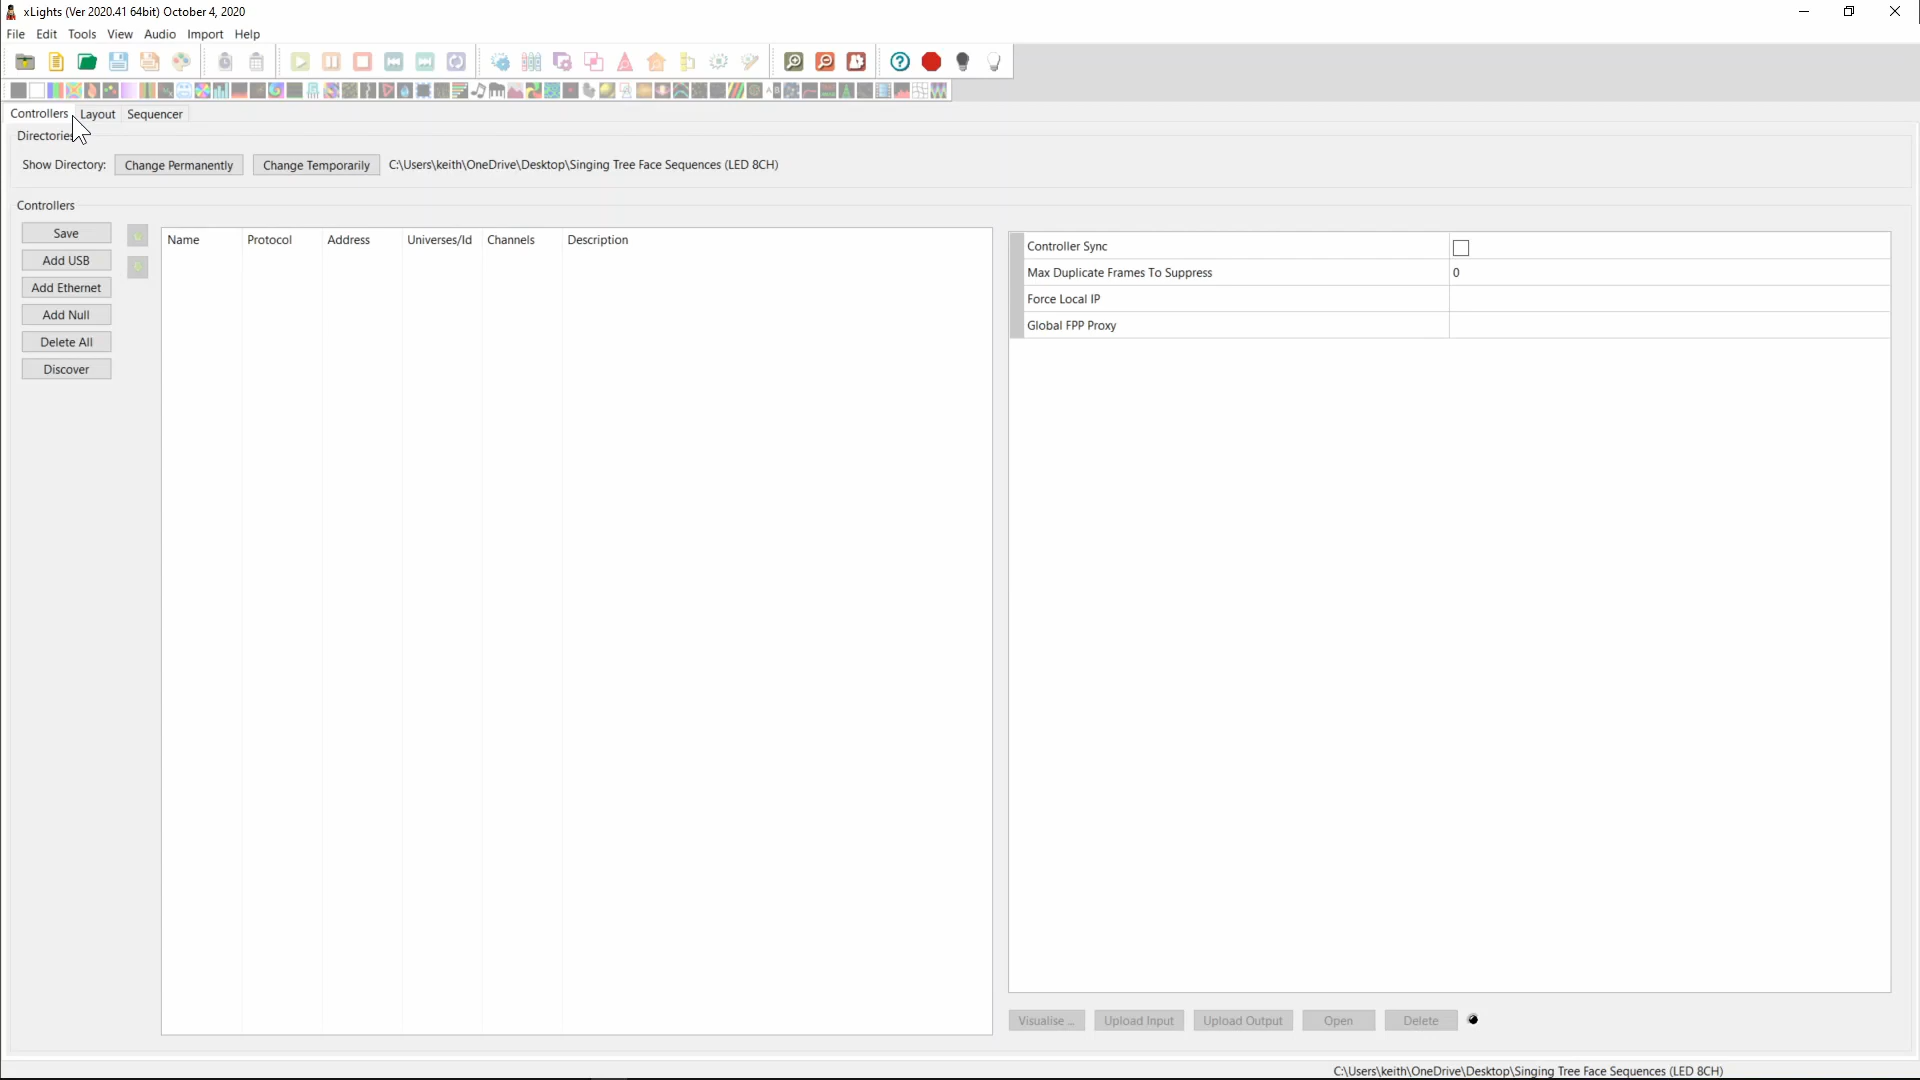 xLights (Ver 2020.41 64bit) October 4, 2020
File Edit Tools View Audio Import Help
Controllers Layout Sequencer
Directories
Show Directory: Change Permanently Change Temporarily C:\Users\keith\OneDrive\Desktop\Singing Tree Face Sequences (LED 8CH)
Controllers
Save
Add USB
Add Ethernet
Add Null
Delete All
Discover
Name Protocol Address Universes/Id Channels Description
Controller Sync
Max Duplicate Frames To Suppress 0
Force Local IP
Global FPP Proxy
Visualise ... Upload Input Upload Output Open Delete
C:\Users\keith\OneDrive\Desktop\Singing Tree Face Sequences (LED 8CH)